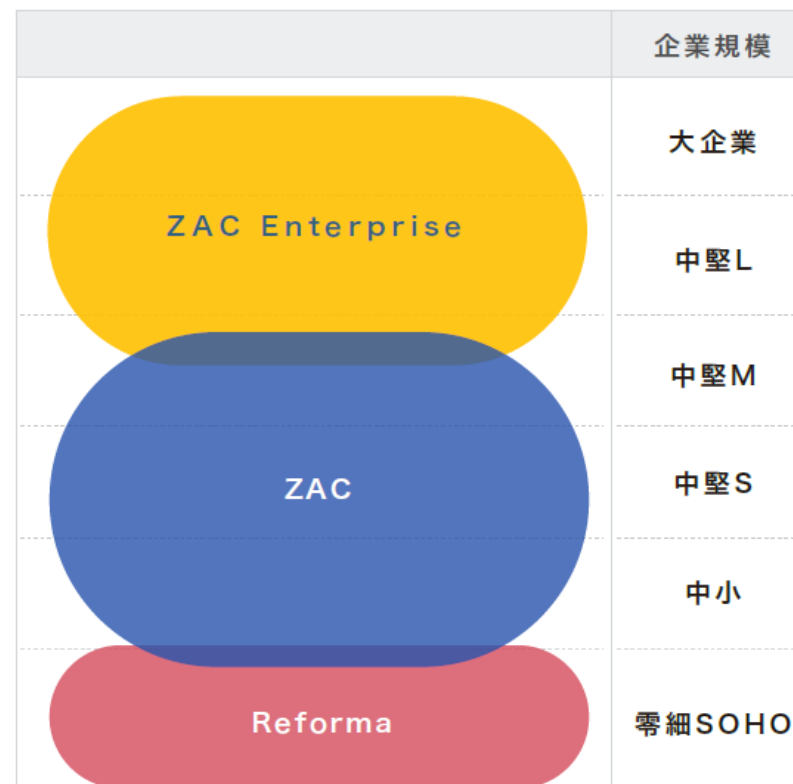 企業規模
大企業
ZAC Enterprise
中堅L
中堅M
ZAC
中堅S
中小
Reforma
零細SOHO